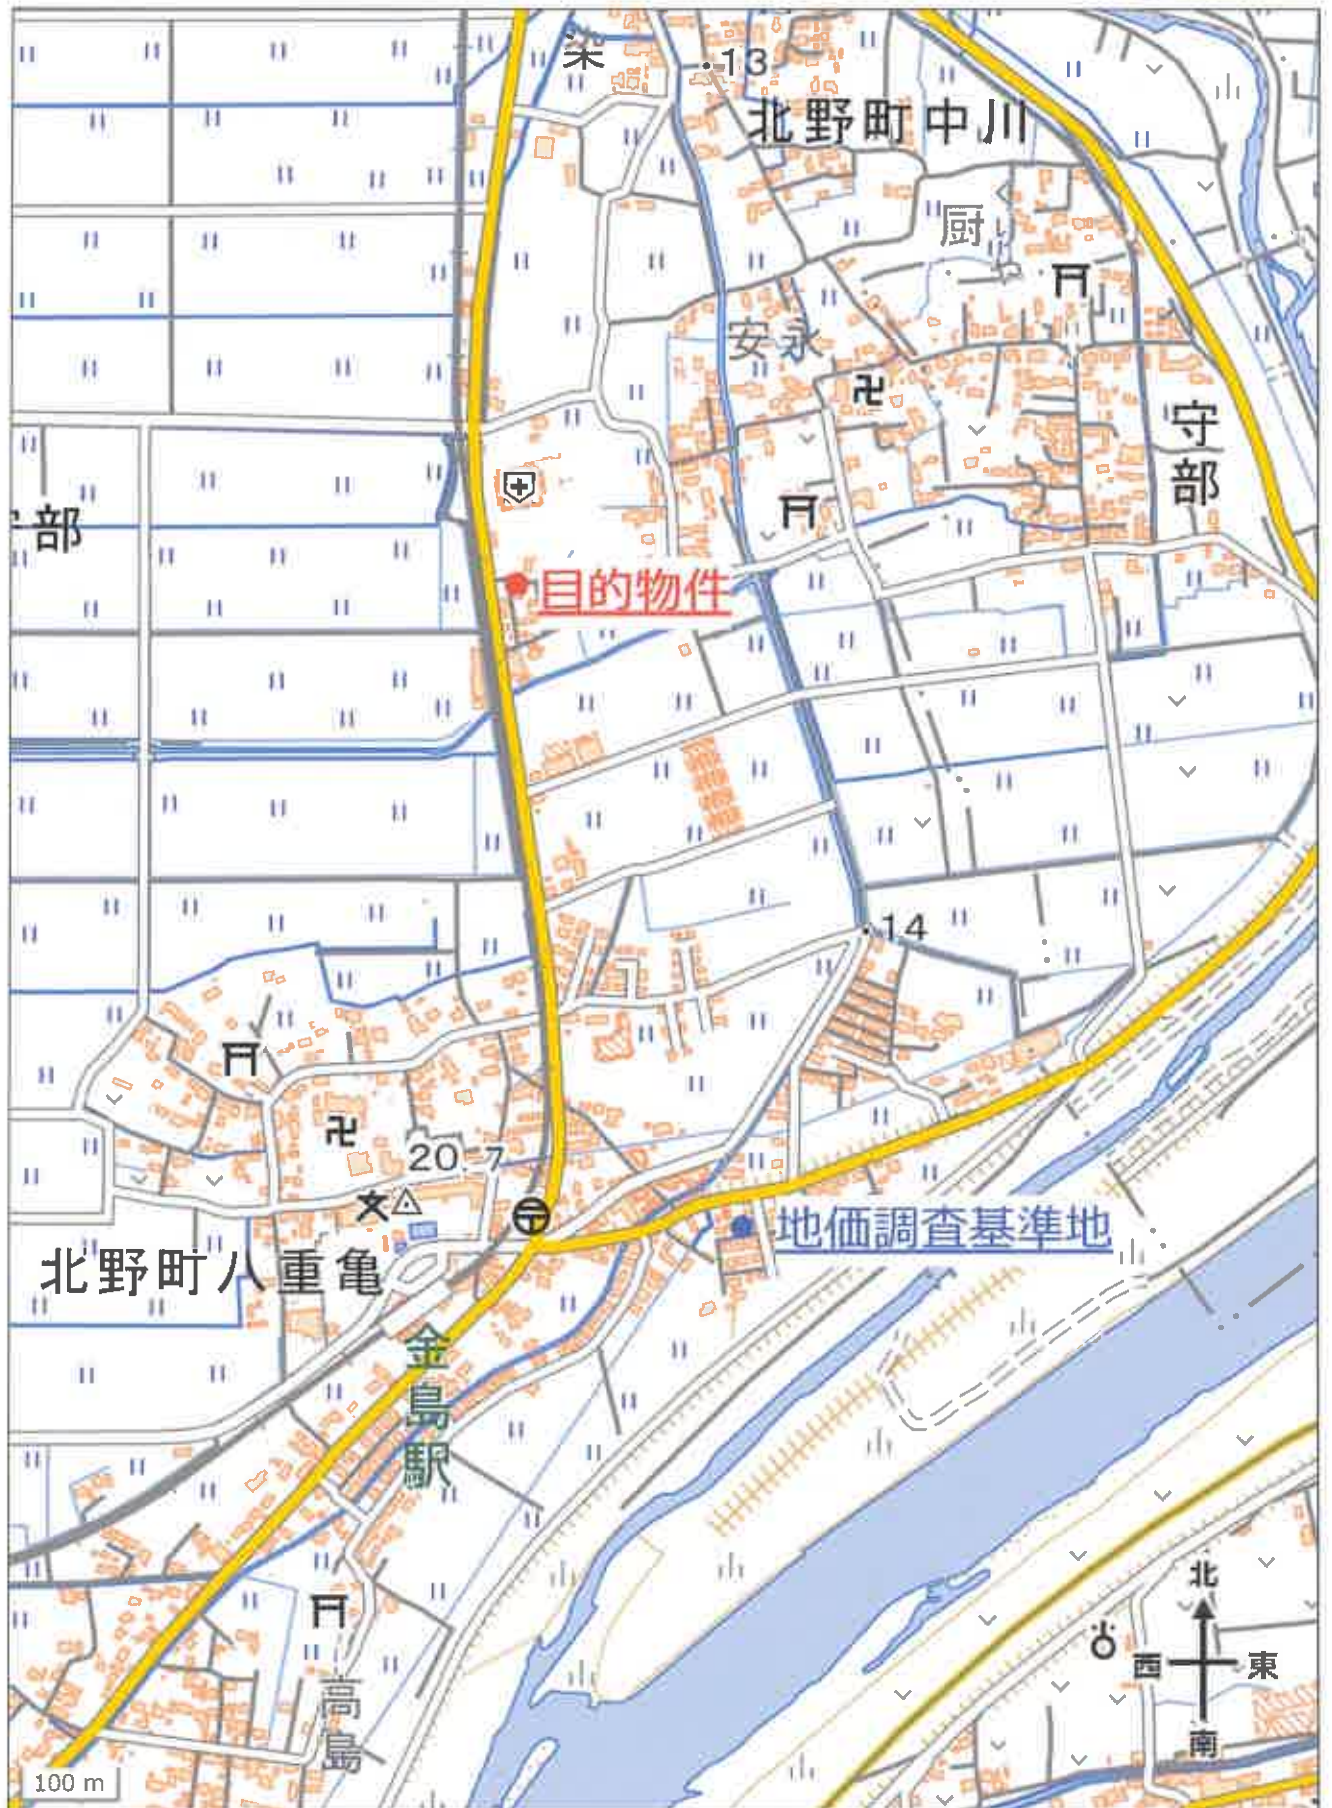 染
13
北野町中川
厨
安永
守部
部
目的物件
14
20.7
地価調査基準地
北野町八重亀
金島駅
高島
北
西
東
南
100 m